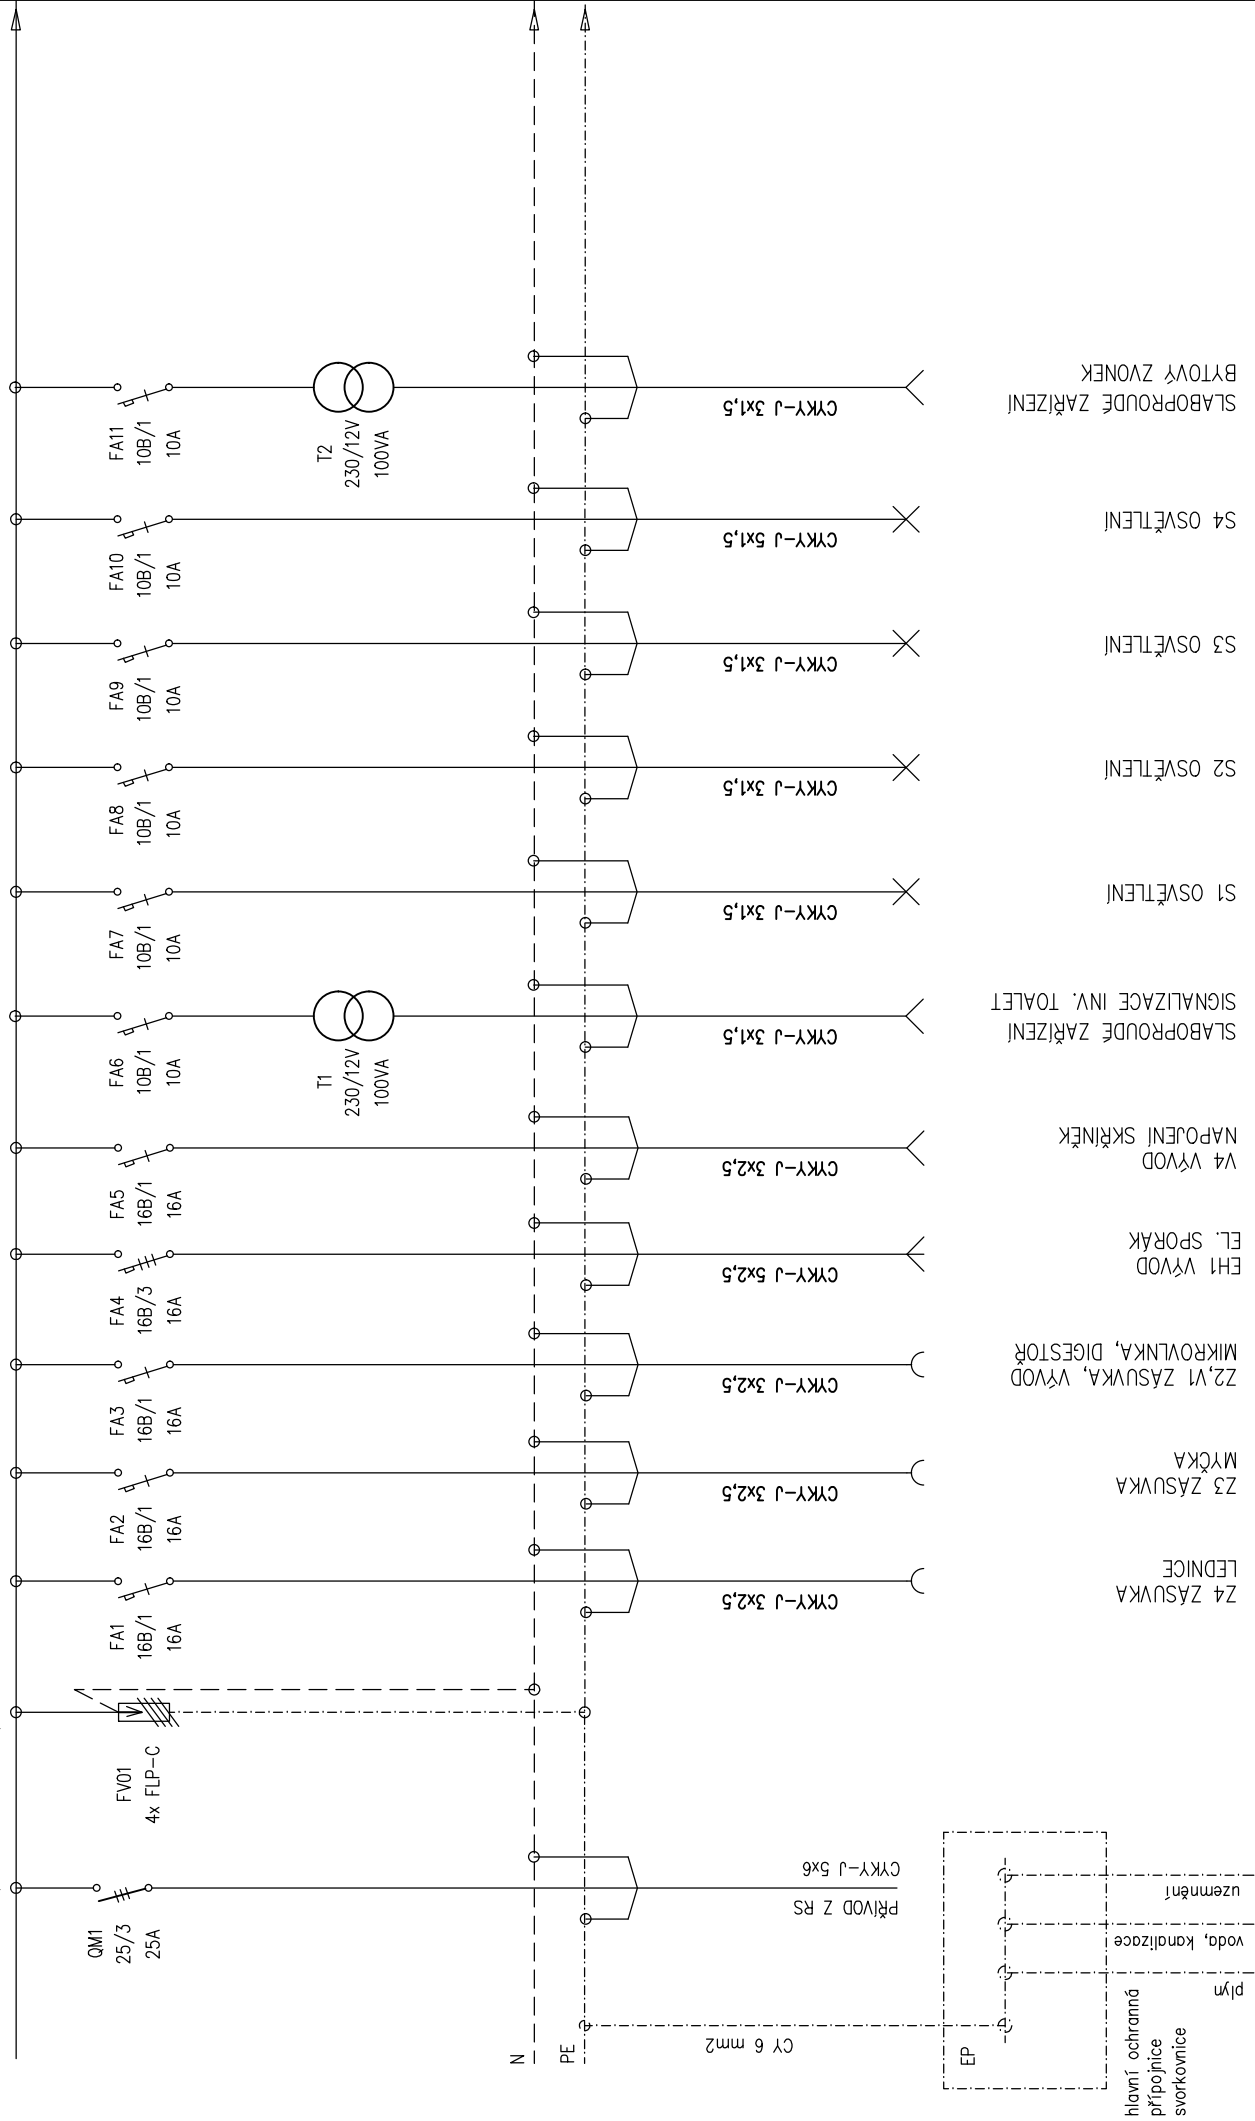 QM1
25/3
25A
PŘÍVOD Z RS
CYKY-J 5x6
FV01
4x FLP-C
FA1
16B/1
16A
CYKY-J 3x2,5
Z4 ZÁSUVKA
LEDNICE
FA2
16B/1
16A
CYKY-J 3x2,5
Z3 ZÁSUVKA
MYČKA
FA3
16B/1
16A
CYKY-J 3x2,5
Z2,V1 ZÁSUVKA, VÝVOD
MIKROVLNKA, DIGESTOŘ
FA4
16B/3
16A
CYKY-J 5x2,5
EH1 VÝVOD
EL. SPORÁK
FA5
16B/1
16A
CYKY-J 3x2,5
V4 VÝVOD
NAPOJENÍ SKŘÍNĚK
FA6
10B/1
10A
T1
230/12V
100VA
CYKY-J 3x1,5
SLABOPROUDÉ ZAŘÍZENÍ
SIGNALIZACE INV. TOALET
FA7
10B/1
10A
CYKY-J 3x1,5
S1 OSVĚTLENÍ
FA8
10B/1
10A
CYKY-J 3x1,5
S2 OSVĚTLENÍ
FA9
10B/1
10A
CYKY-J 3x1,5
S3 OSVĚTLENÍ
FA10
10B/1
10A
CYKY-J 5x1,5
S4 OSVĚTLENÍ
FA11
10B/1
10A
T2
230/12V
100VA
CYKY-J 3x1,5
SLABOPROUDÉ ZAŘÍZENÍ
BYTOVÝ ZVONEK
N
PE
CY 6 mm2
EP
hlavní ochranná
přípojnice
svorkovnice
plyn
voda, kanalizace
uzemnění